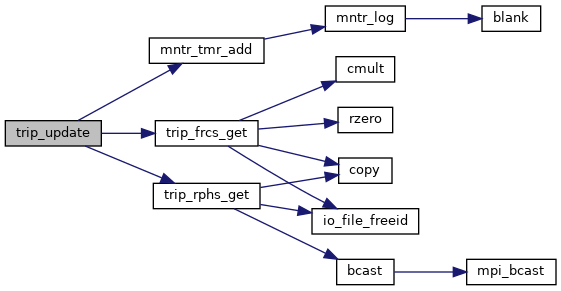 mntr_log
blank
mntr_tmr_add
cmult
rzero
trip_update
trip_frcs_get
copy
trip_rphs_get
io_file_freeid
bcast
mpi_bcast